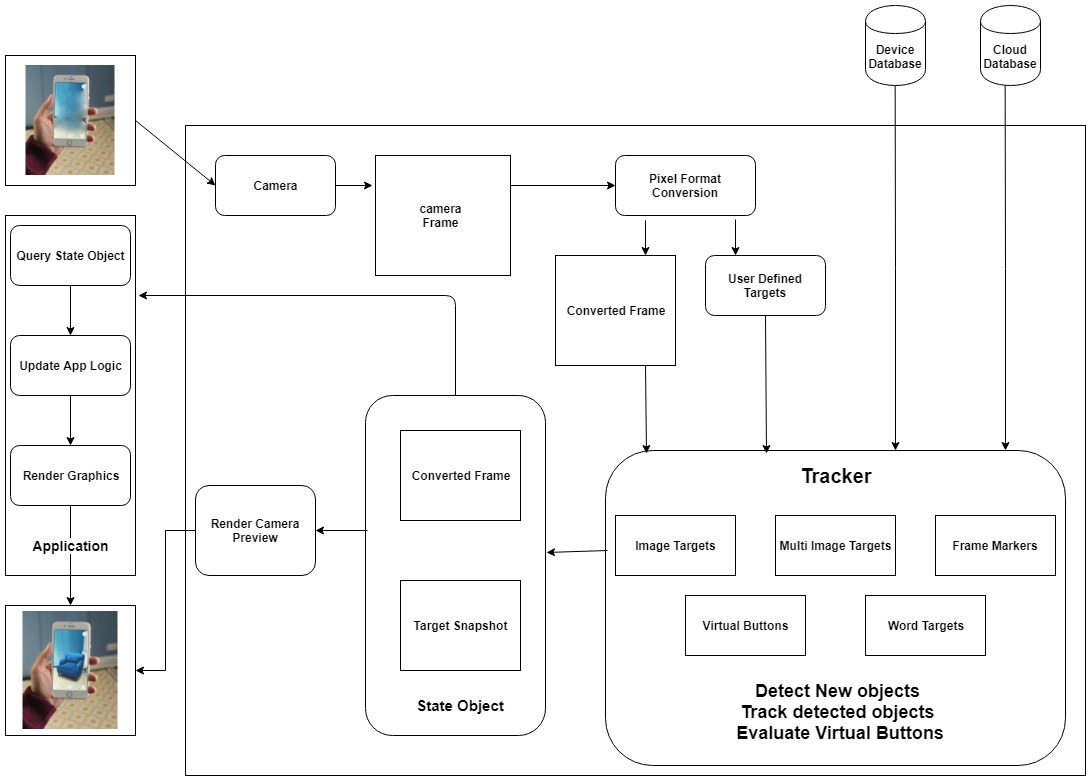 Device
Database
Cloud
Database
Camera
camera
Frame
Pixel Format
Conversion
Query State Object
User Defined
Targets
Converted Frame
Update App Logic
Render Graphics
Application
Converted Frame
Target Snapshot
State Object
Render Camera
Preview
Tracker
Image Targets
Multi Image Targets
Frame Markers
Virtual Buttons
Word Targets
Detect New objects
Track detected objects
Evaluate Virtual Buttons